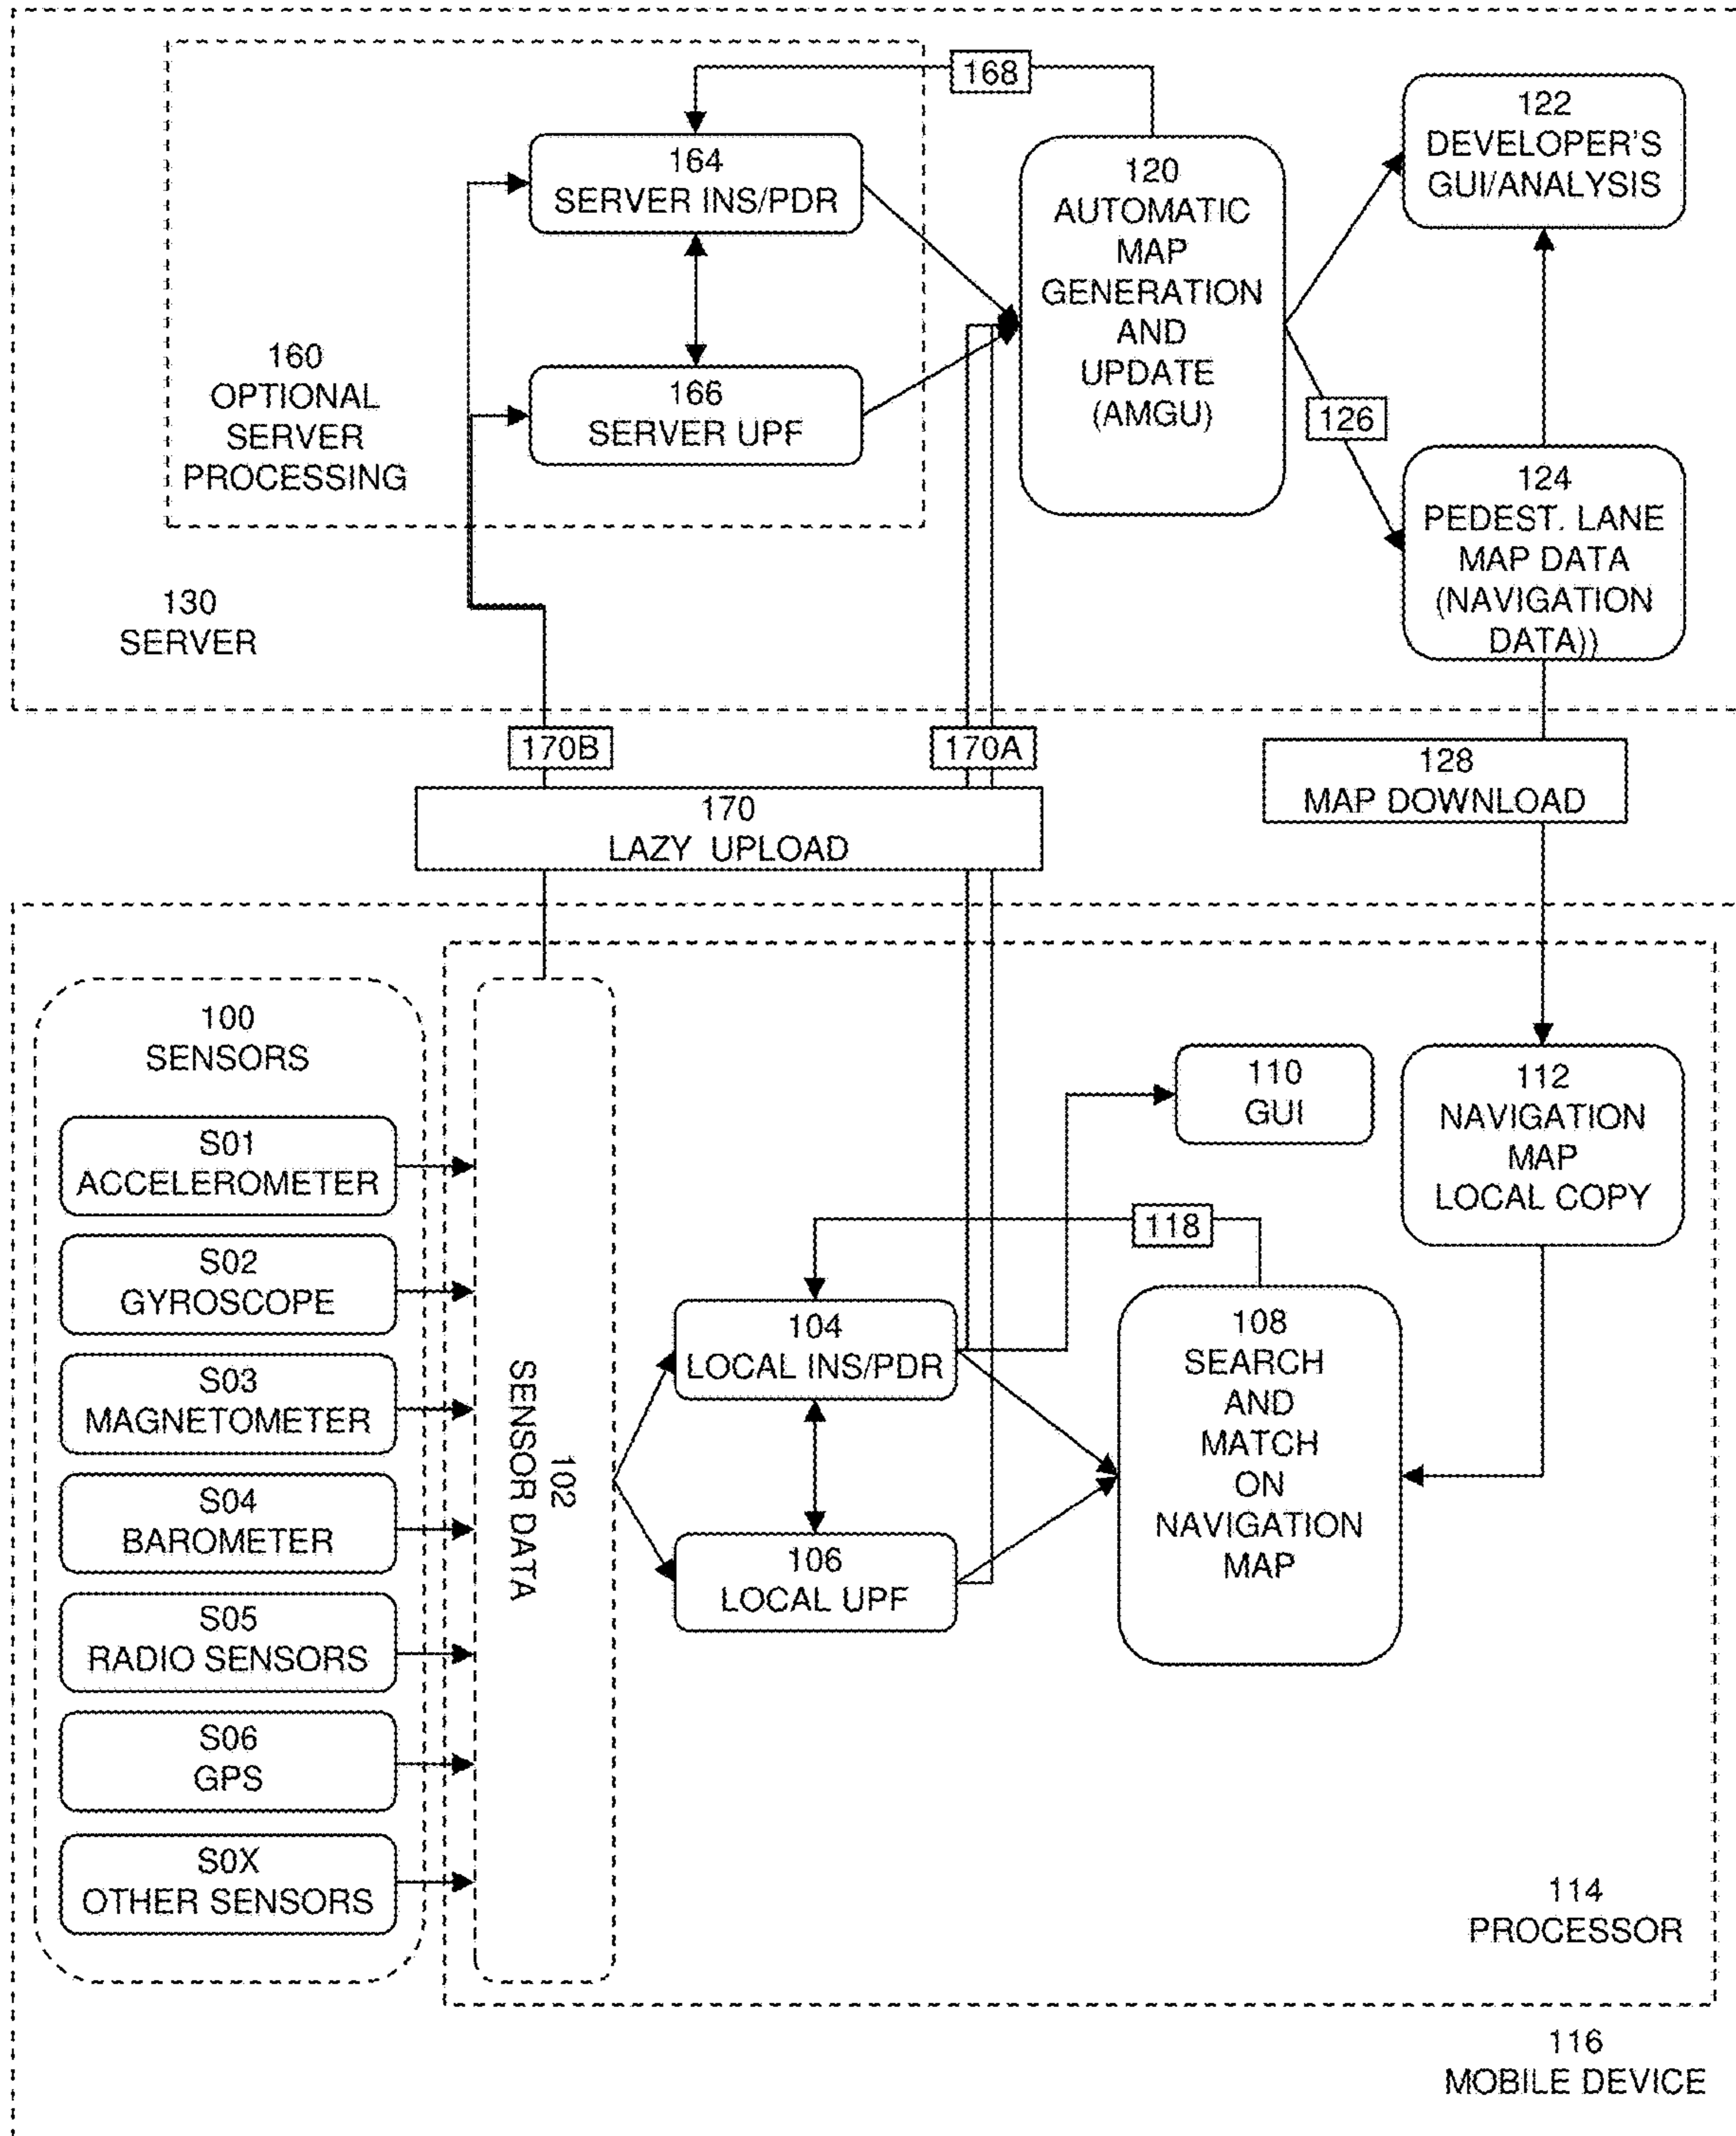 168
122
DEVELOPER'S
GUI/ANALYSIS
164
SERVER INS/PDR
120
AUTOMATIC
MAP
GENERATION
AND
UPDATE
(AMGU)
160
OPTIONAL
SERVER
PROCESSING
166
SERVER UPF
126
124
PEDEST. LANE
MAP DATA
(NAVIGATION
DATA))
130
SERVER
170B
170A
128
MAP DOWNLOAD
170
LAZY UPLOAD
100
SENSORS
S01
ACCELEROMETER
S02
GYROSCOPE
S03
MAGNETOMETER
S04
BAROMETER
S05
RADIO SENSORS
S06
GPS
S0X
OTHER SENSORS
102
SENSOR DATA
110
GUI
112
NAVIGATION
MAP
LOCAL COPY
118
104
LOCAL INS/PDR
106
LOCAL UPF
108
SEARCH
AND
MATCH
ON
NAVIGATION
MAP
114
PROCESSOR
116
MOBILE DEVICE